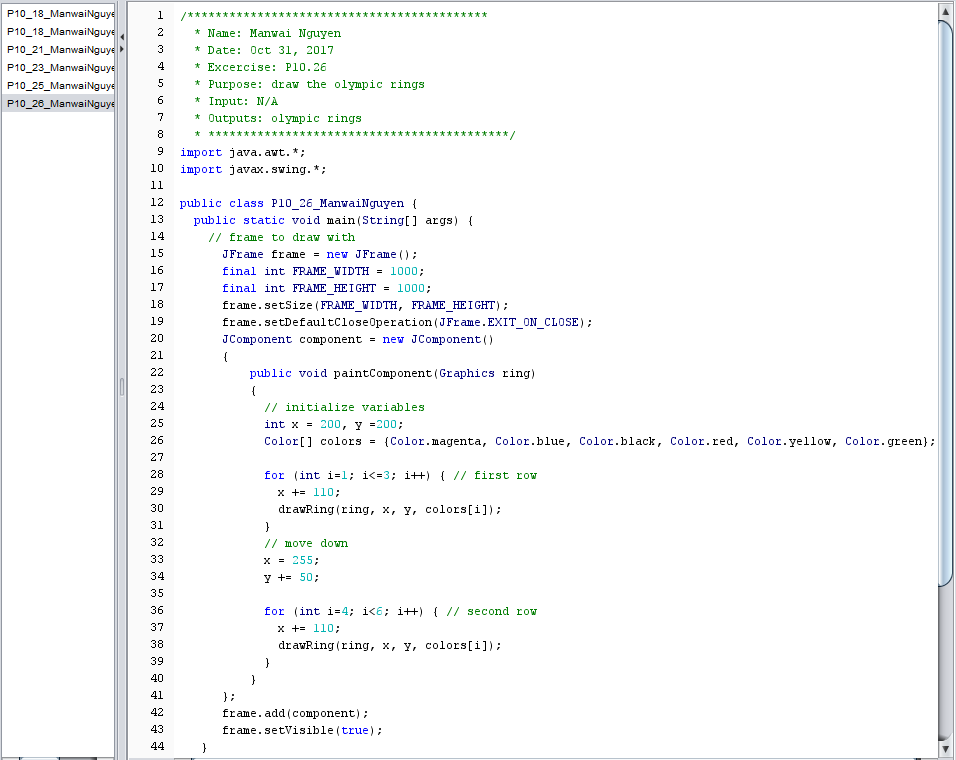 P10_18_ManwaiNguye
P10_18_ManwaiNguye
P10_21_ManwaiNguye
P10_23_ManwaiNguye
P10_25_ManwaiNguye
P10_26_ManwaiNguye
1 /*******************************************
2 * Name: Manwai Nguyen
3 * Date: Oct 31, 2017
4 * Excercise: P10.26
5 * Purpose: draw the olympic rings
6 * Input: N/A
7 * Outputs: olympic rings
8 * *******************************************/
9 import java.awt.*;
10 import javax.swing.*;
11
12 public class P10_26_ManwaiNguyen {
13 public static void main(String[] args) {
14 // frame to draw with
15 JFrame frame = new JFrame();
16 final int FRAME_WIDTH = 1000;
17 final int FRAME_HEIGHT = 1000;
18 frame.setSize(FRAME_WIDTH, FRAME_HEIGHT);
19 frame.setDefaultCloseOperation(JFrame.EXIT_ON_CLOSE);
20 JComponent component = new JComponent()
21 {
22 public void paintComponent(Graphics ring)
23 {
24 // initialize variables
25 int x = 200, y =200;
26 Color[] colors = {Color.magenta, Color.blue, Color.black, Color.red, Color.yellow, Color.green};
27
28 for (int i=1; i<=3; i++) { // first row
29 x += 110;
30 drawRing(ring, x, y, colors[i]);
31 }
32 // move down
33 x = 255;
34 y += 50;
35
36 for (int i=4; i<6; i++) { // second row
37 x += 110;
38 drawRing(ring, x, y, colors[i]);
39 }
40 }
41 };
42 frame.add(component);
43 frame.setVisible(true);
44 }